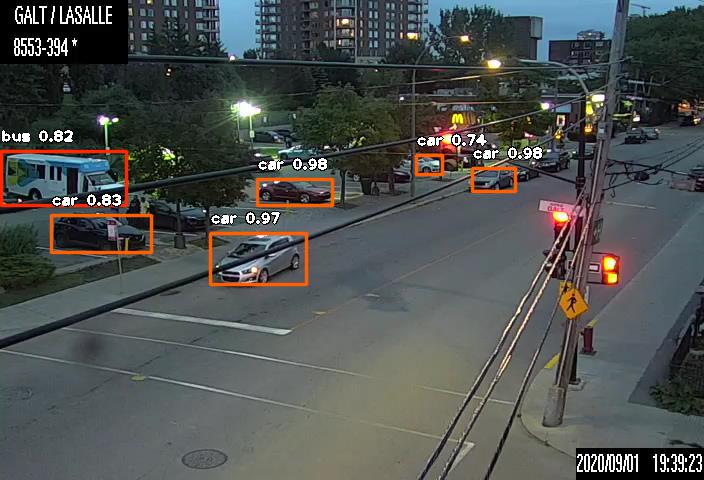 GALT / LASALLE
8553-394 *
bus 0.82
car 0.98
car 0.74
car 0.98
car 0.83
car 0.97
2020/09/01 19:39:23